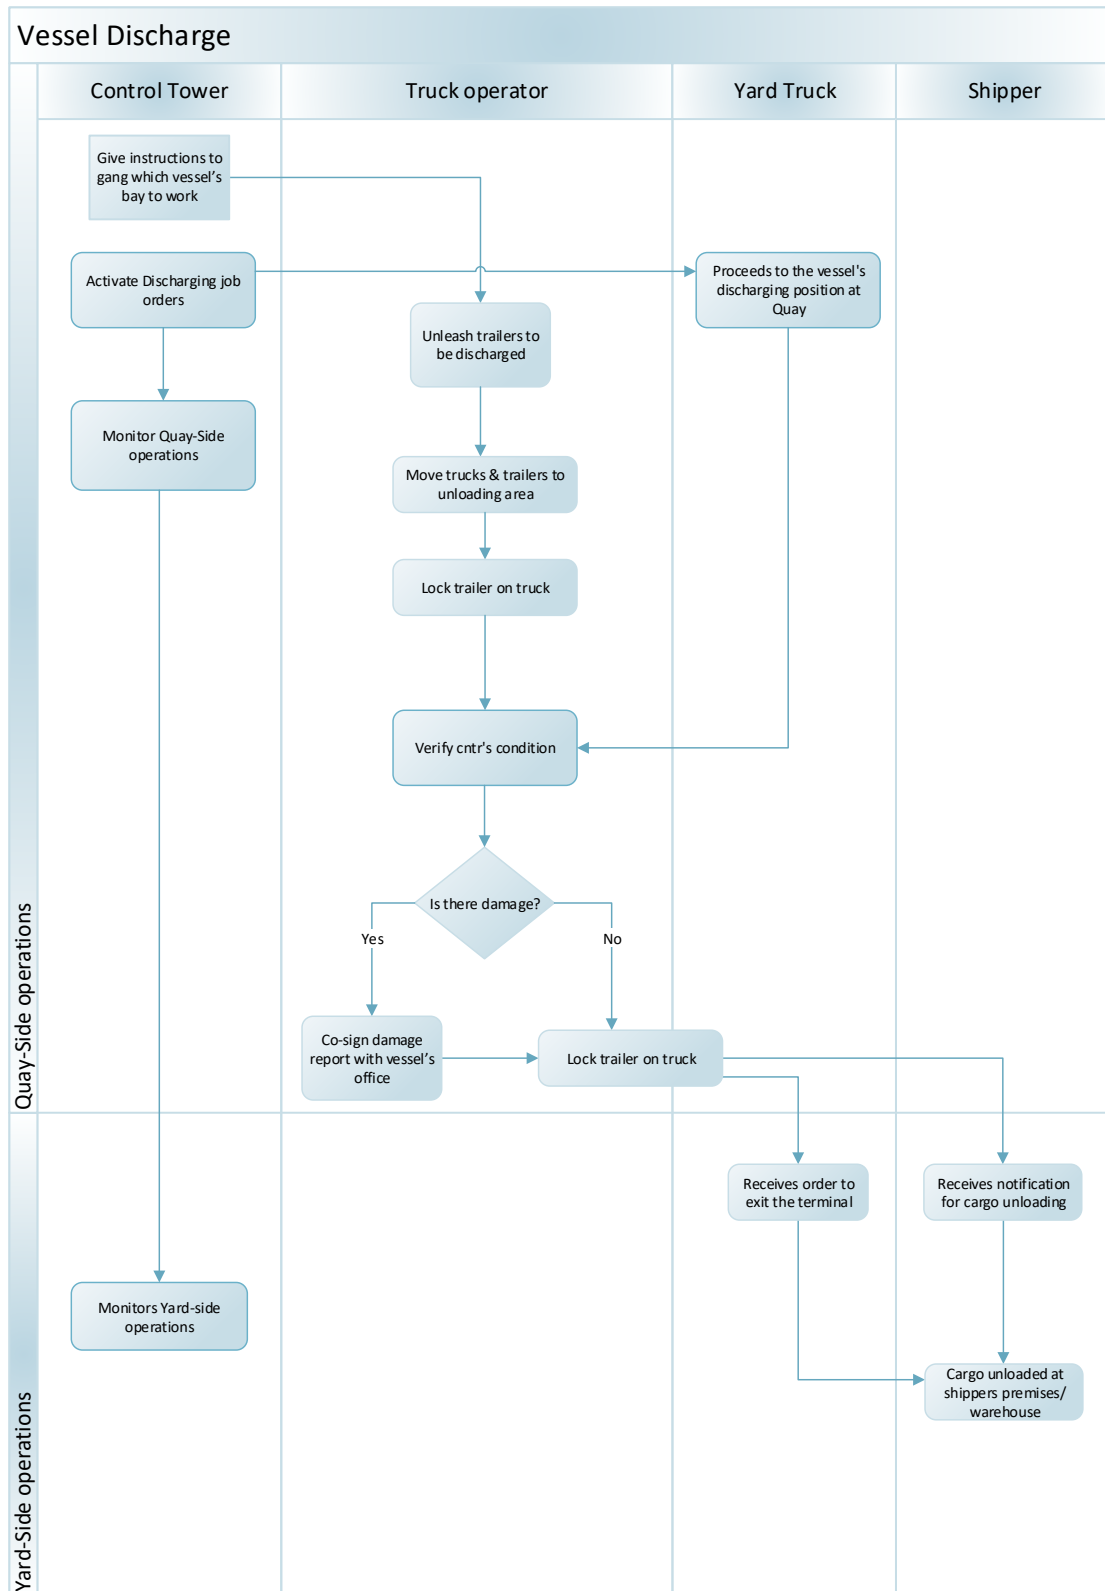 Vessel Discharge
Control Tower
Truck operator
Yard Truck
Shipper
Quay-Side operations
Give instructions to
gang which vessel's
bay to work
Activate Discharging job
orders
Proceeds to the vessel's
discharging position at
Quay
Unleash trailers to
be discharged
Monitor Quay-Side
operations
Move trucks & trailers to
unloading area
Lock trailer on truck
Verify cntr's condition
Is there damage?
Yes
No
Co-sign damage
report with vessel's
office
Lock trailer on truck
Yard-Side operations
Receives order to
exit the terminal
Receives notification
for cargo unloading
Monitors Yard-side
operations
Cargo unloaded at
shippers premises/
warehouse